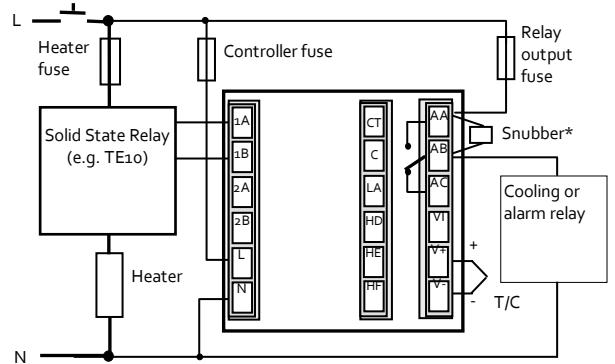 L
Heater
fuse
Controller fuse
Relay
output
fuse
Solid State Relay
(e.g. TE10)
1A
1B
2A
2B
L
N
CT
C
LA
HD
HE
HF
AA
AB
AC
VI
V+
V-
Snubber*
Cooling or
alarm relay
+
-
T/C
Heater
N